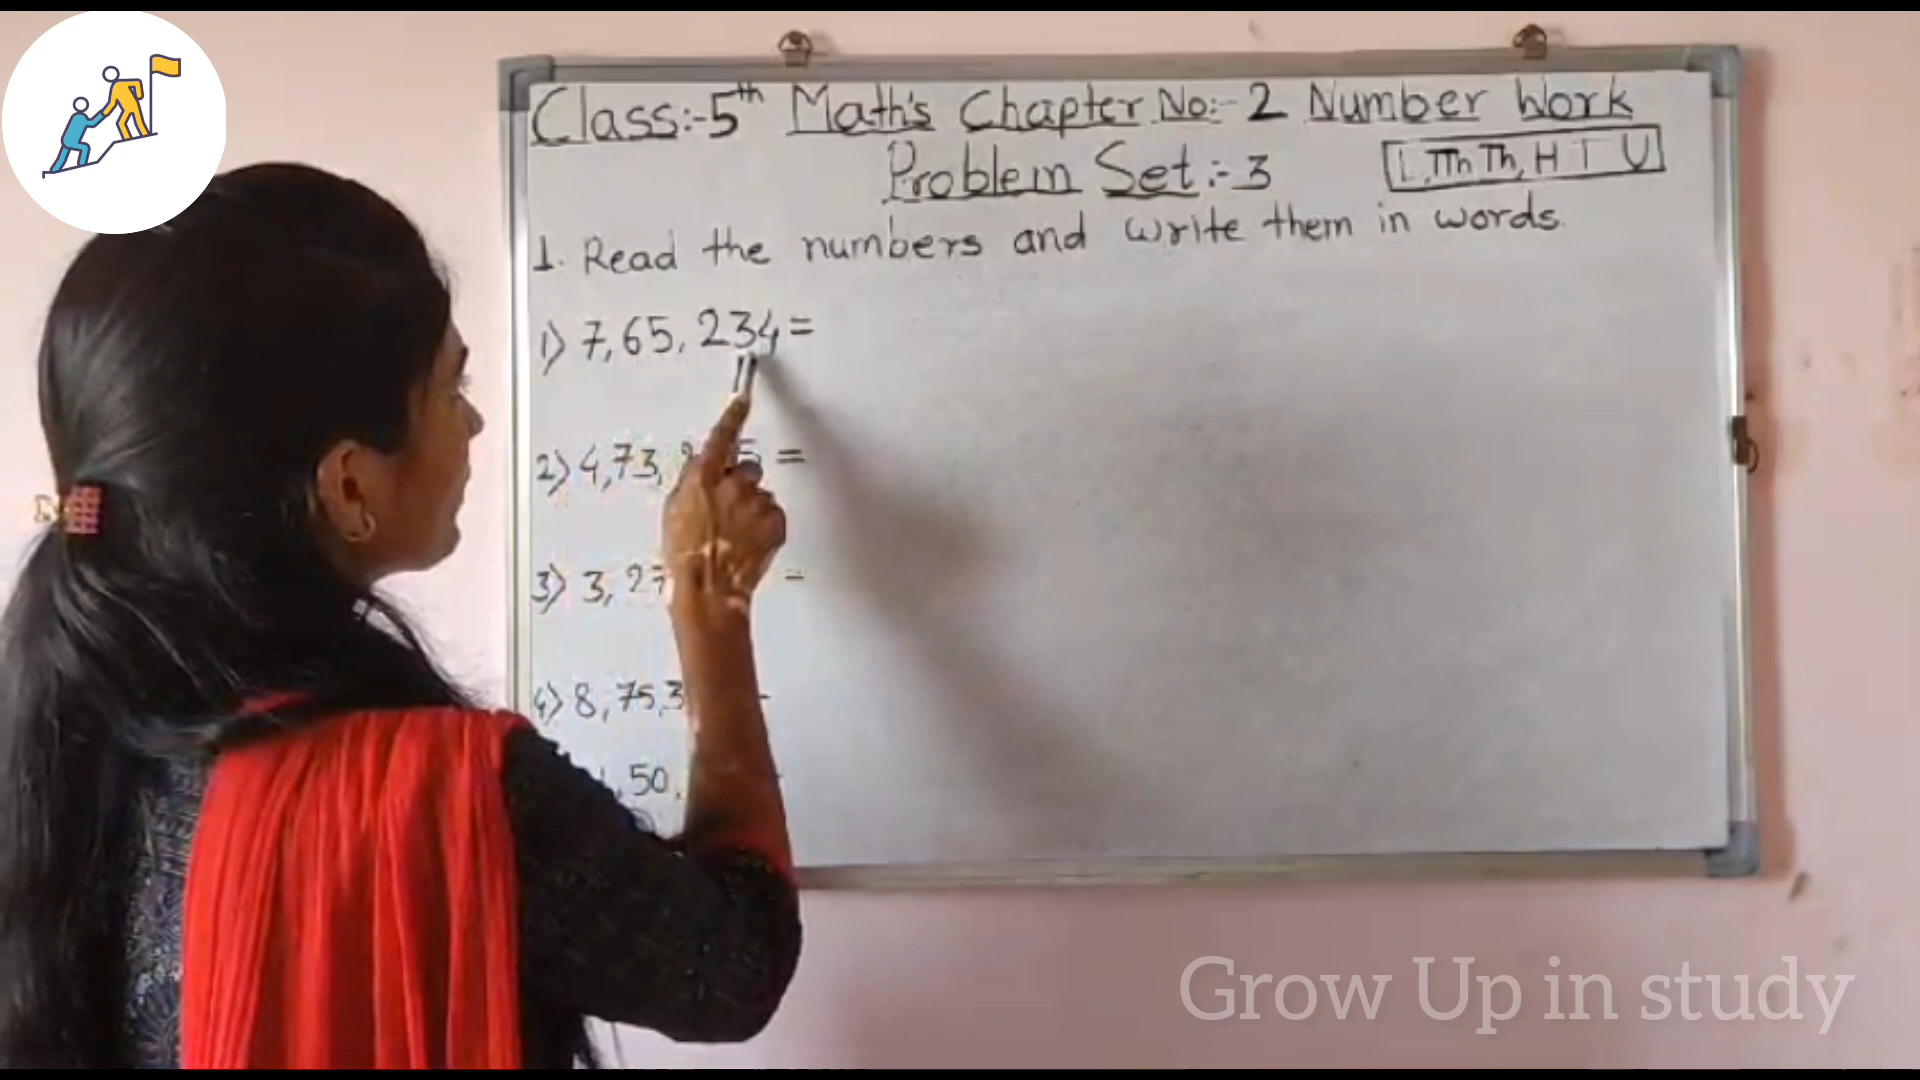 Class:-5th Math's Chapter No:- 2 Number Work
Problem Set:- 3
L, TTh Th, H T U
1. Read the numbers and write them in words.
1) 7,65,234=
2) 4,73, =
3) 3, 27 =
4) 8,75,3
,50,
Grow Up in study